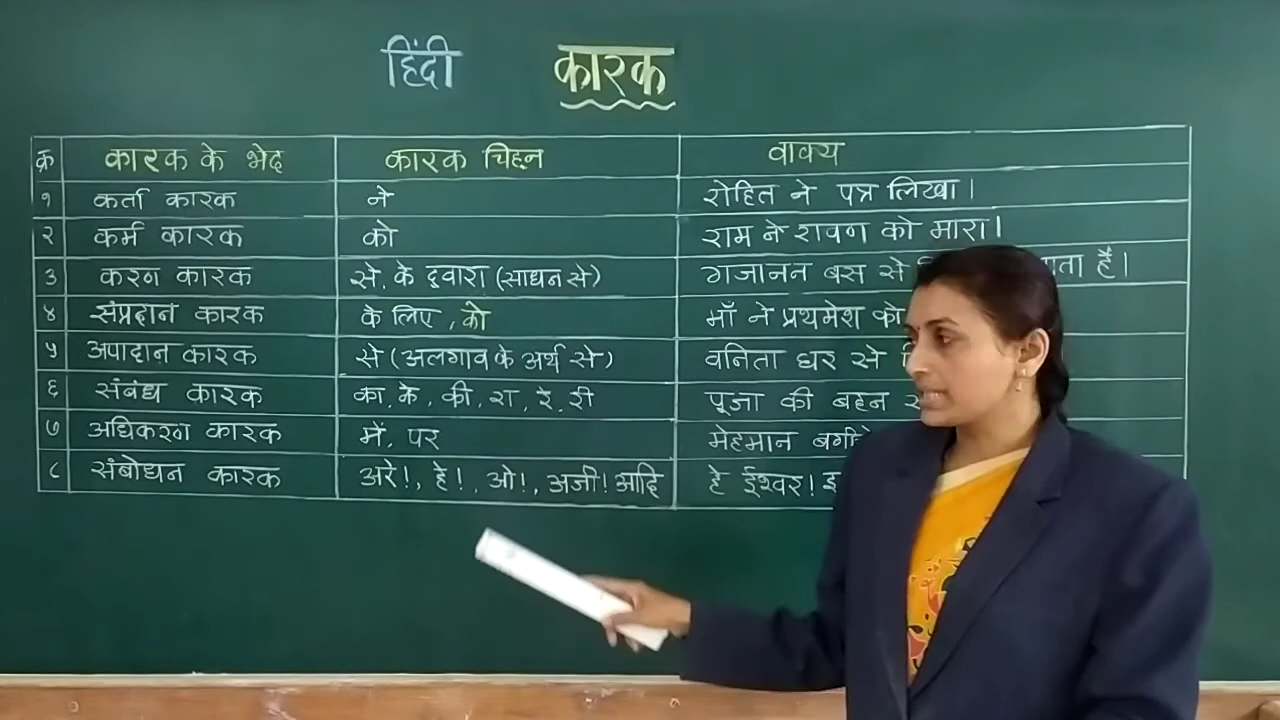 हिंदी कारक
क्र कारक के भेद कारक चिहन वाक्य
१ कर्ता कारक ने रोहित ने पत्र लिखा।
२ कर्म कारक को राम ने रावण को मारा।
३ करण कारक से. के द्वारा (साधन से) गजानन बस से है।
४ संप्रदान कारक के लिए, को माँ ने प्रथमेश को
५ अपादान कारक से (अलगाव के अर्थ से) वनिता घर से
६ संबंध कारक का, के, की, रा, रे, री पूजा की बहन
७ अधिकरण कारक में, पर मेहमान
८ संबोधन कारक अरे!, हे!, ओ!, अजी! आदि हे ईश्वर!